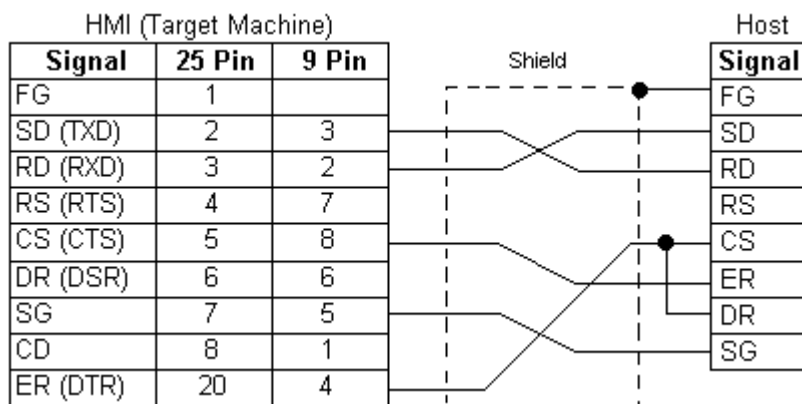 HMI (Target Machine) Host
Signal 25 Pin 9 Pin Shield Signal
FG 1 FG
SD (TXD) 2 3 SD
RD (RXD) 3 2 RD
RS (RTS) 4 7 RS
CS (CTS) 5 8 CS
DR (DSR) 6 6 ER
SG 7 5 DR
CD 8 1 SG
ER (DTR) 20 4